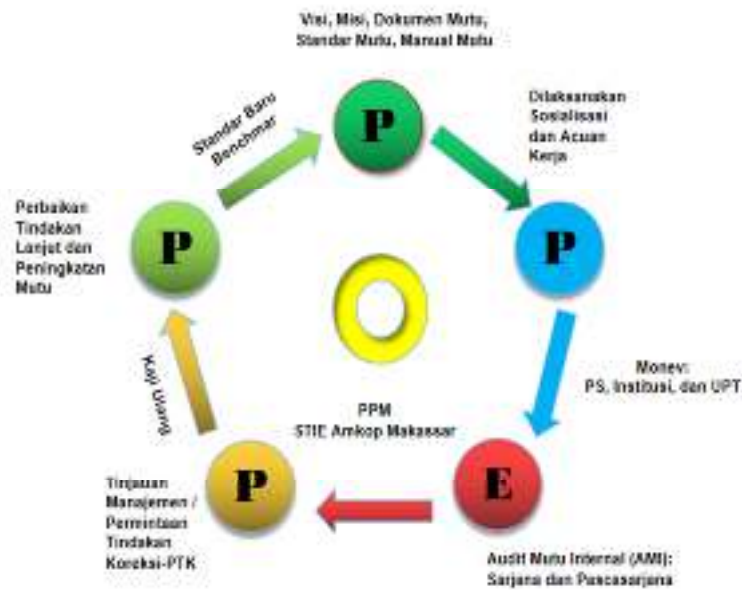 Visi, Misi, Dokumen Mutu,
Standar Mutu, Manual Mutu
P
Standar Baru
Benchmar
Dilaksanakan
Sosialisasi
dan Acuan
Kerja
Perbaikan
Tindakan
Lanjut dan
Peningkatan
Mutu
P
P
Kaji Ulang
Monev:
PS, Institusi, dan UPT
PPM
STIE Amkop Makassar
Tinjauan
Manajemen /
Permintaan
Tindakan
Koreksi-PTK
P
E
Audit Mutu Internal (AMI):
Sarjana dan Pascasarjana